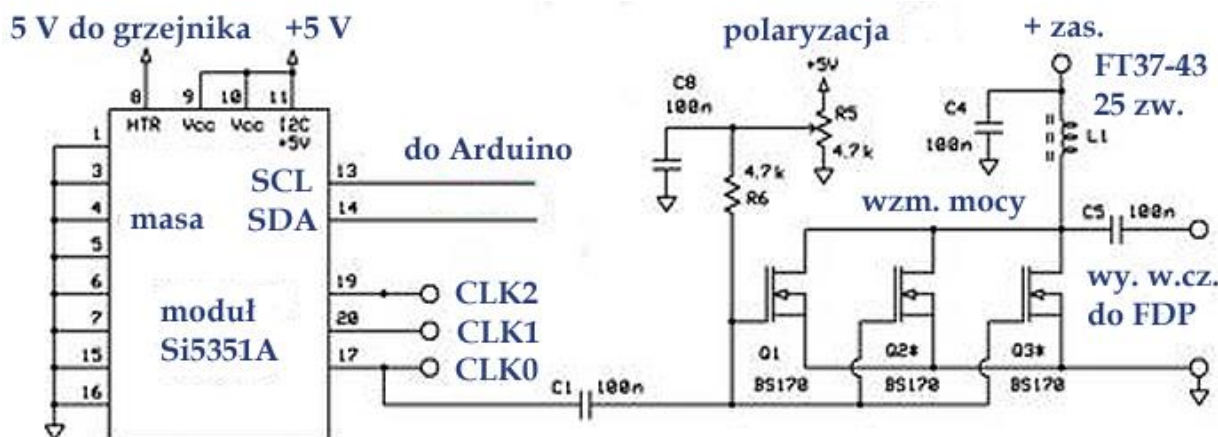 5 V do grzejnika
+5 V
8
9
10
11
HTR
Vcc
Vcc
I2C
+5V
1
3
4
5
6
7
15
16
masa
SCL
SDA
13
14
do Arduino
moduł
Si5351A
19
20
17
CLK2
CLK1
CLK0
C1
100n
polaryzacja
+5V
C8
100n
R5
4.7k
4.7k
R6
+ zas.
FT37-43
25 zw.
C4
100n
L1
wzm. mocy
C5
100n
wy. w.cz.
do FDP
Q1
BS170
Q2*
BS170
Q3*
BS170